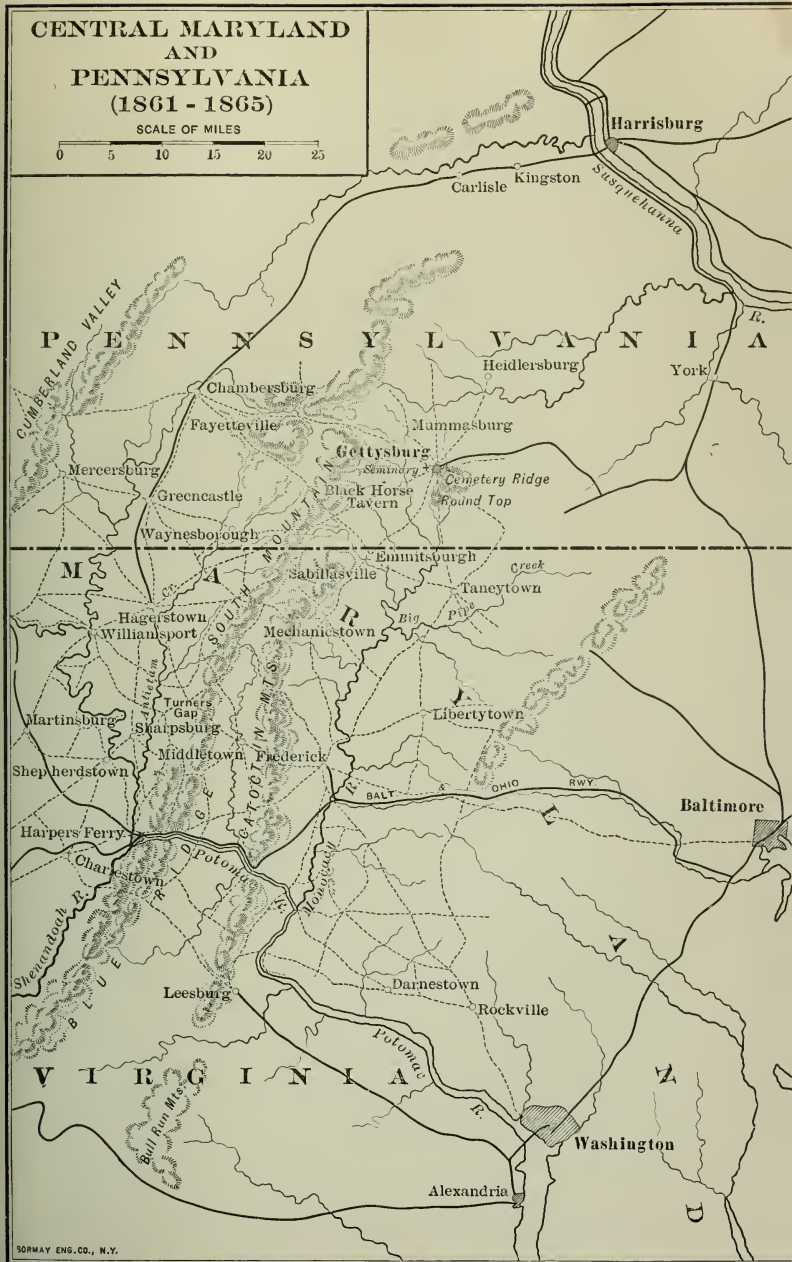 CENTRAL MARYLAND
AND
PENNSYLVANIA
(1861 - 1865)
SCALE OF MILES
0 5 10 15 20 25
Harrisburg
Carlisle
Kingston
Susquehanna
R.
CUMBERLAND VALLEY
PENNSYLVANIA
Heidlersburg
York
Chambersburg
Fayetteville
Mummasburg
Gettysburg
Seminary
Mercersburg
Cemetery Ridge
Black Horse
Tavern
Round Top
Greencastle
Waynesborough
SOUTH MOUNTAIN
MARYLAND
Emmitsburgh
Sabillasville
Creek
Taneytown
Cr.
Hagerstown
Williamsport
Mechanicstown
Big
Pipe
Antietam
Turners
Gap
Sharpsburg
Martinsburg
Libertytown
Middletown
Frederick
CATOCTIN MTS.
Shepherdstown
R.
BALT. & OHIO RWY.
Baltimore
Harpers Ferry
Potomac
R.
Monocacy
Charlestown
Shenandoah R.
BLUE RIDGE
Leesburg
Darnestown
Rockville
Potomac
R.
VIRGINIA
Bull Run Mts.
Washington
Alexandria
BORMAY ENG.CO., N.Y.